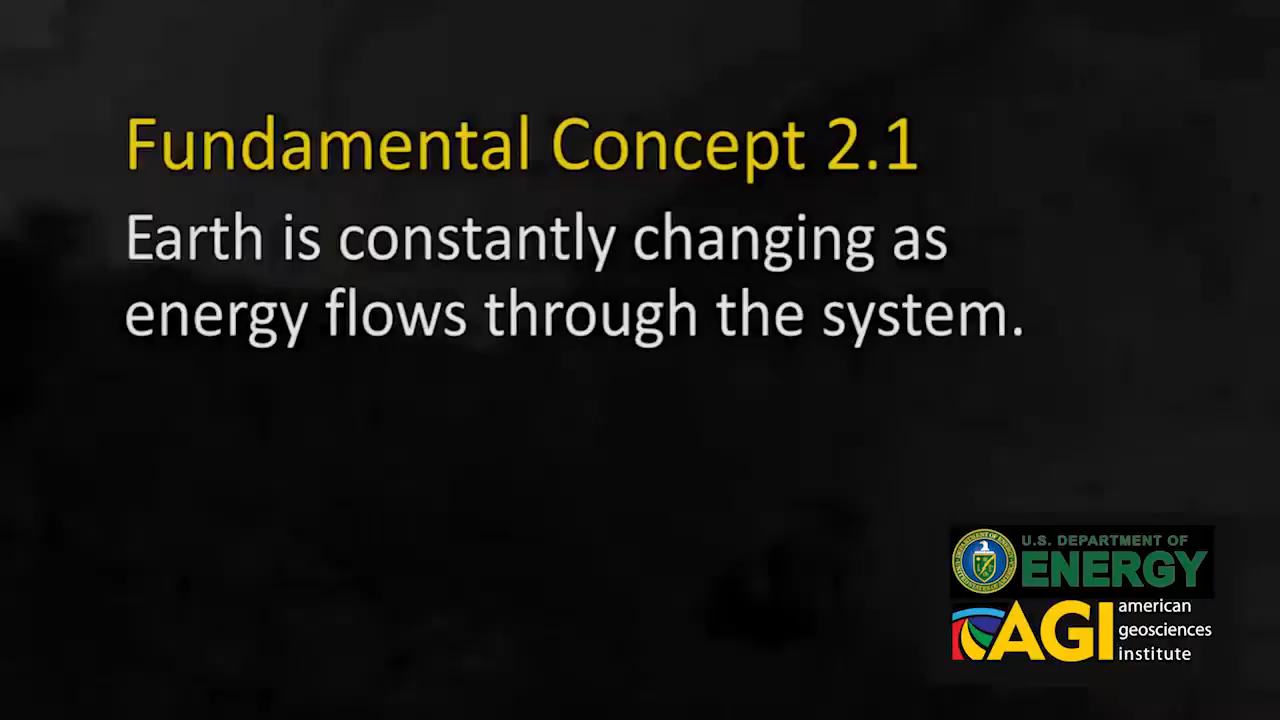 Fundamental Concept 2.1
Earth is constantly changing as
energy flows through the system.
U.S. DEPARTMENT OF
ENERGY
AGI
american
geosciences
institute